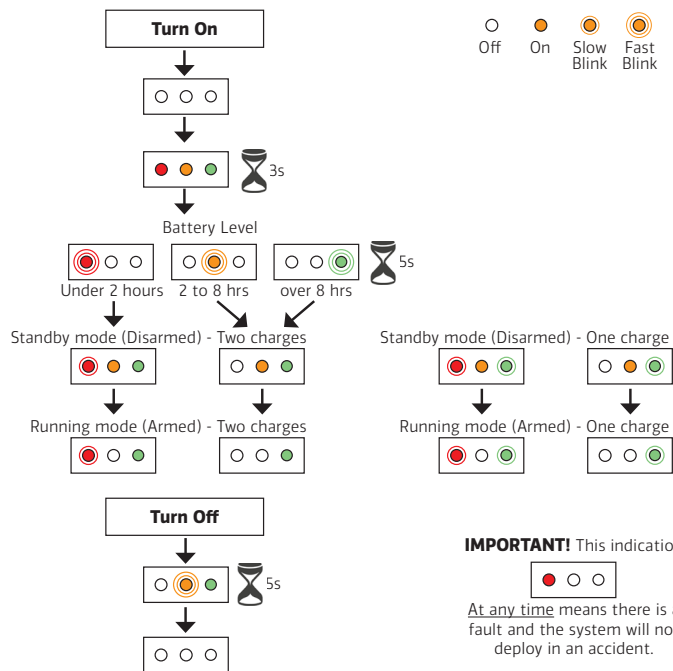 Turn On
Off On Slow Blink Fast Blink
3s
Battery Level
5s
Under 2 hours 2 to 8 hrs over 8 hrs
Standby mode (Disarmed) - Two charges
Standby mode (Disarmed) - One charge
Running mode (Armed) - Two charges
Running mode (Armed) - One charge
Turn Off
5s
IMPORTANT! This indicatio
At any time means there is a
fault and the system will no
deploy in an accident.